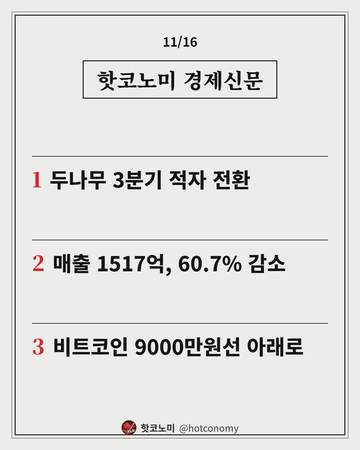 11/16
핫코노미 경제신문
1 두나무 3분기 적자 전환
2 매출 1517억, 60.7% 감소
3 비트코인 9000만원선 아래로
핫코노미 @hotconomy